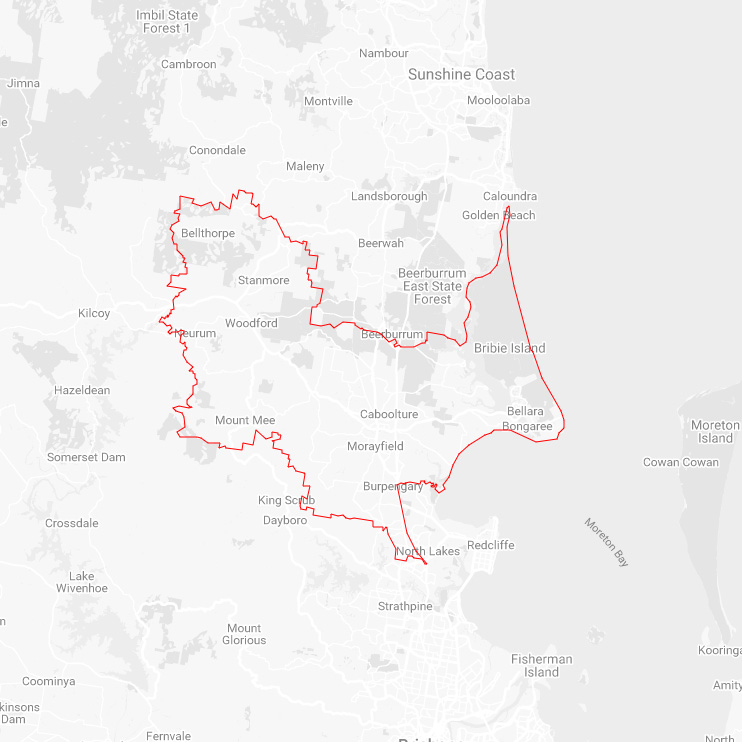 Imbil State
Forest 1
Nambour
Cambroon
Sunshine Coast
Jimna
Montville
Mooloolaba
Conondale
Maleny
Landsborough
Caloundra
Golden Beach
Bellthorpe
Beerwah
Stanmore
Beerburrum
East State
Forest
Kilcoy
Woodford
Neurum
Beerburrum
Bribie Island
Hazeldean
Mount Mee
Caboolture
Bellara
Bongaree
Moreton
Island
Morayfield
Somerset Dam
Cowan Cowan
Burpengary
King Scrub
Dayboro
Crossdale
Moreton Bay
North Lakes
Redcliffe
Lake
Wivenhoe
Strathpine
Mount
Glorious
Kooringa
Fisherman
Island
Coominya
Amity
Dam
Fernvale
North